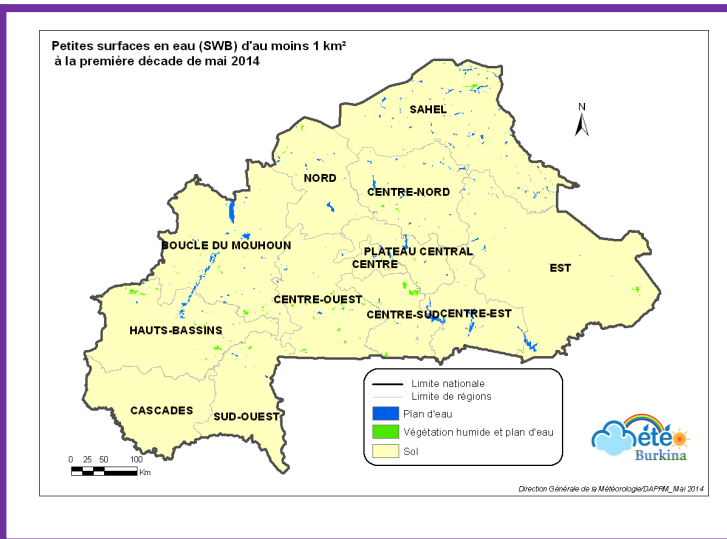 Petites surfaces en eau (SWB) d'au moins 1 km²
à la première décade de mai 2014
N
SAHEL
NORD
CENTRE-NORD
BOUCLE DU MOUHOUN
PLATEAU CENTRAL
CENTRE
EST
CENTRE-OUEST
CENTRE-SUD
CENTRE-EST
HAUTS-BASSINS
CASCADES
SUD-OUEST
Limite nationale
Limite de régions
Plan d'eau
Végétation humide et plan d'eau
Sol
0 25 50 100
Km
Météo
Burkina
Direction Générale de la Météorologie/DAPRM_Mai 2014